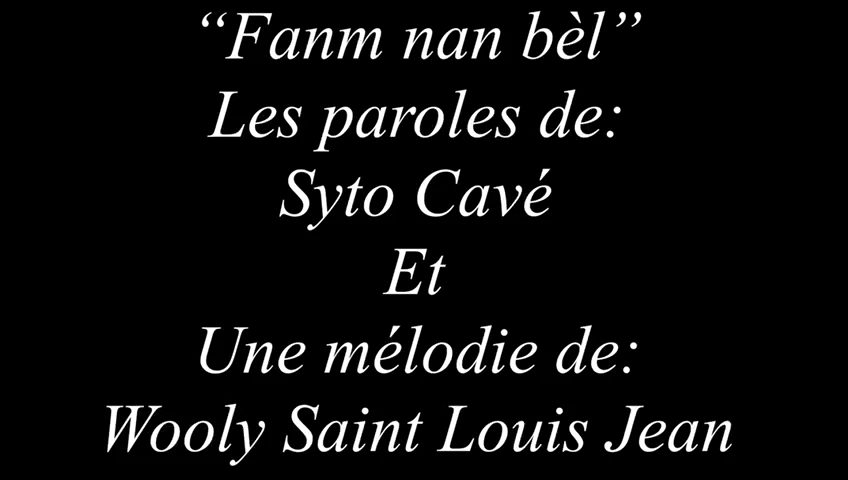 “Fanm nan bèl”
Les paroles de:
Syto Cavé
Et
Une mélodie de:
Wooly Saint Louis Jean